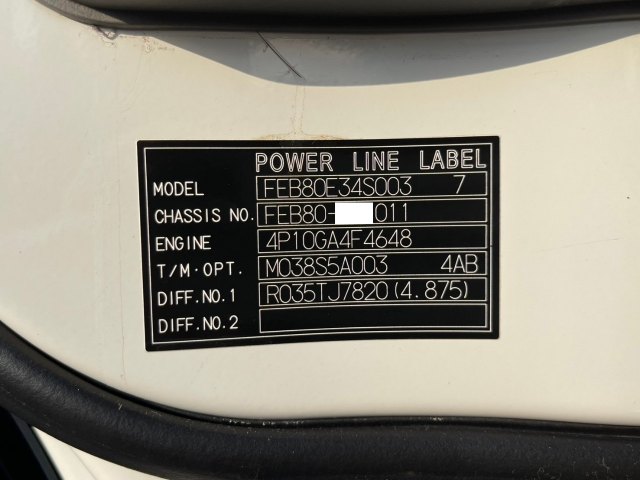 POWER LINE LABEL
MODEL FEB80E34S003 7
CHASSIS NO. FEB80- 011
ENGINE 4P10GA4F4648
T/M·OPT. M038S5A003 4AB
DIFF.NO.1 R035TJ7820(4.875)
DIFF.NO.2